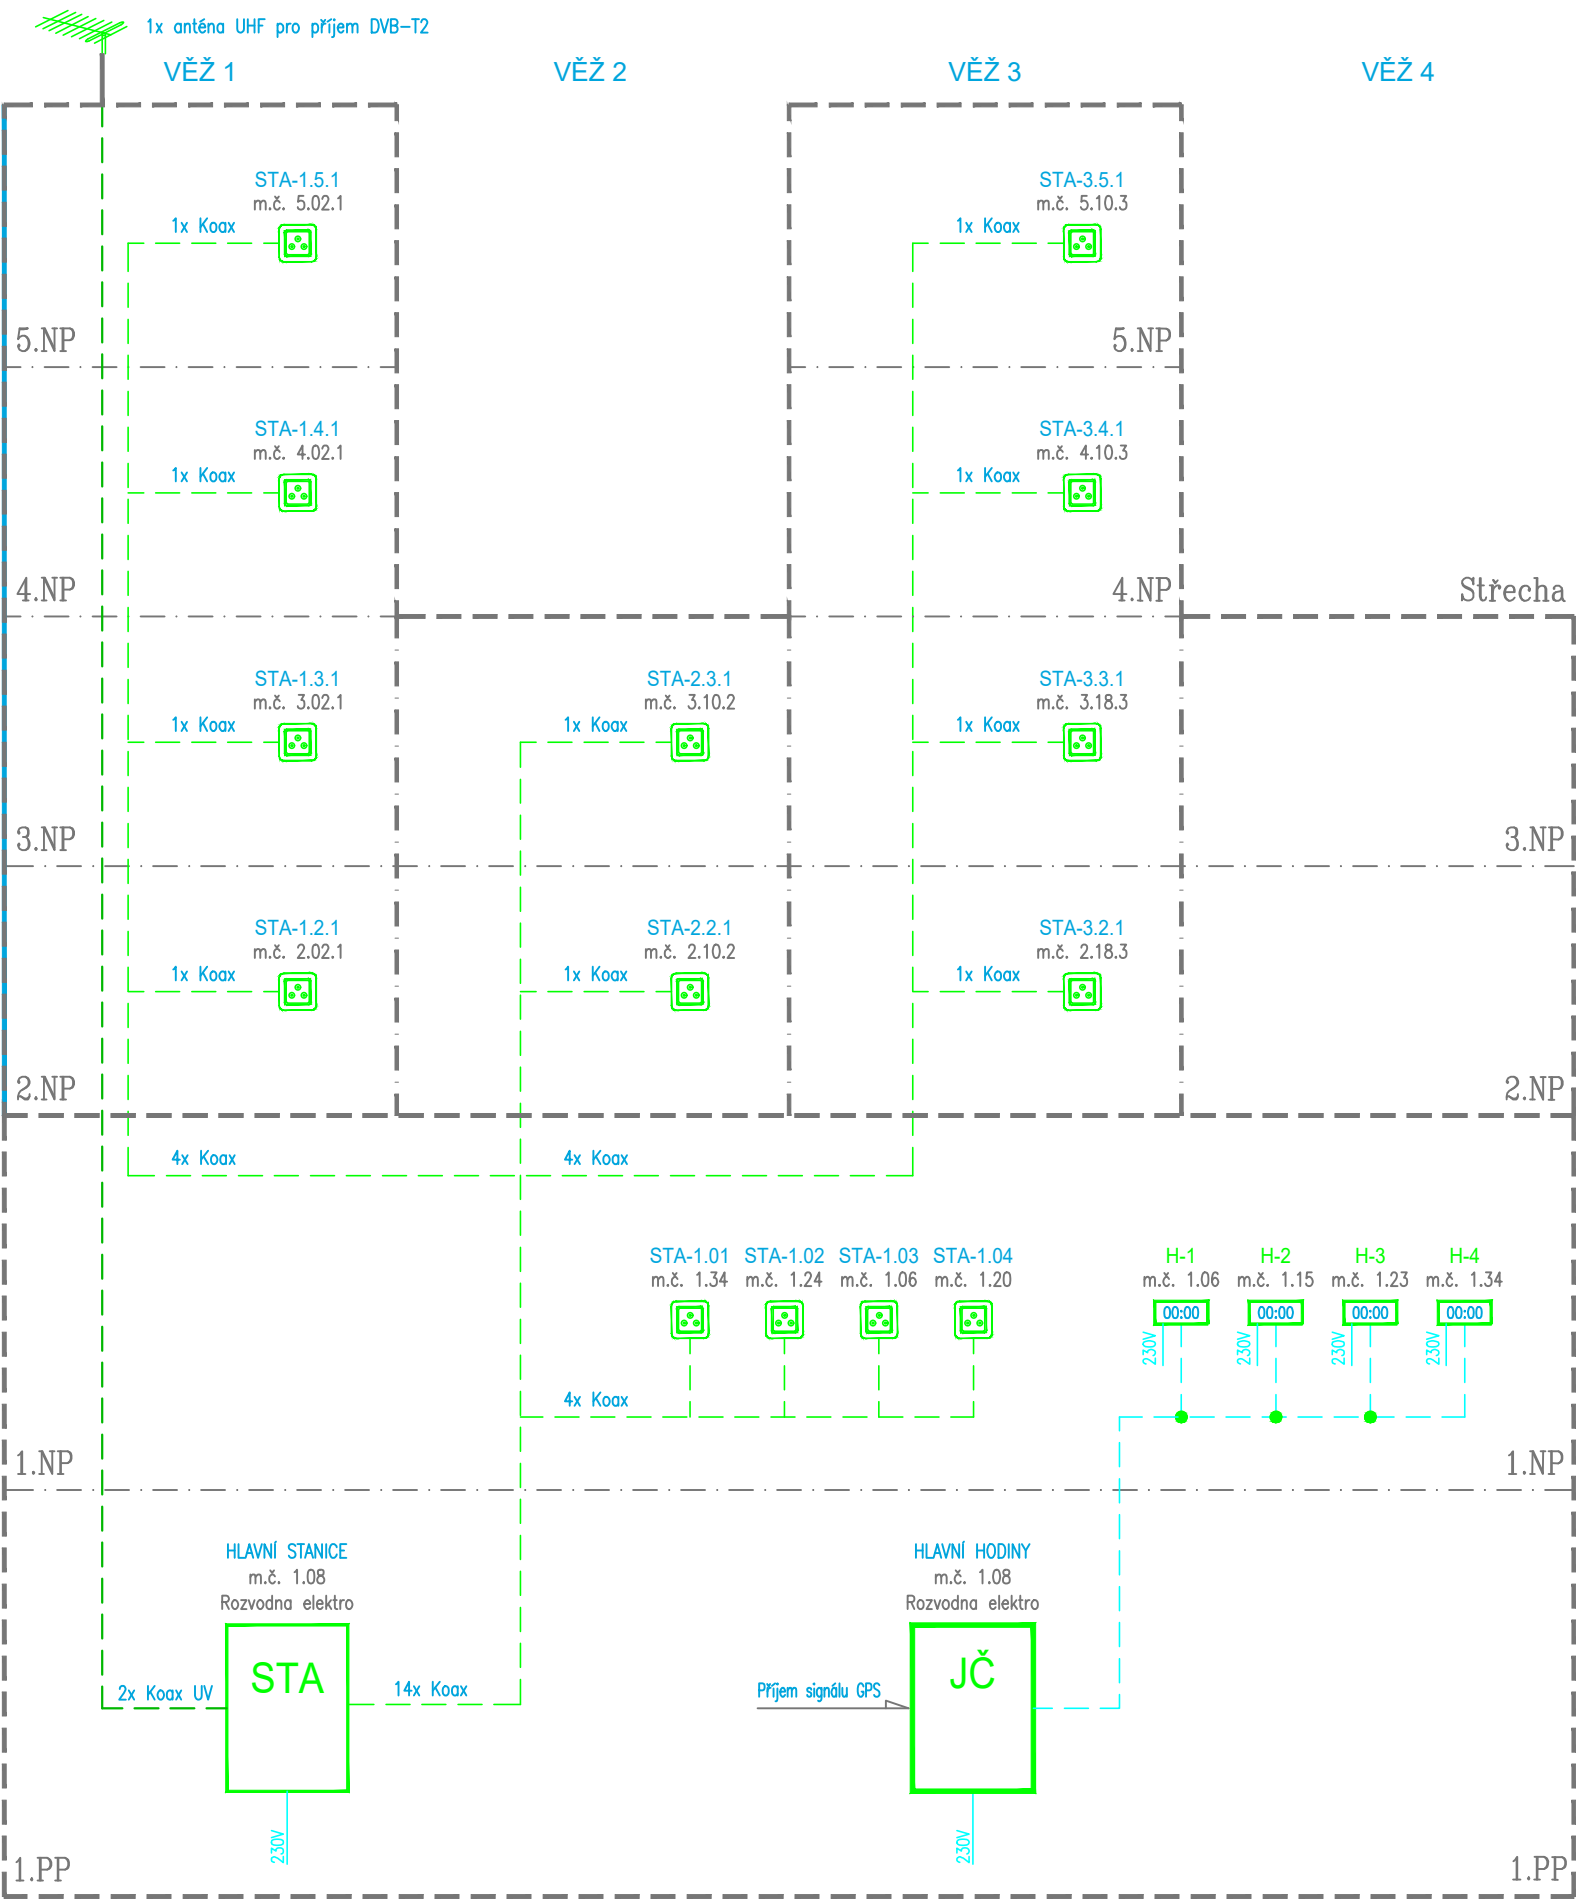 1x anténa UHF pro příjem DVB-T2
VĚŽ 1
VĚŽ 2
VĚŽ 3
VĚŽ 4
STA-1.5.1
m.č. 5.02.1
1x Koax
STA-3.5.1
m.č. 5.10.3
1x Koax
5.NP
5.NP
STA-1.4.1
m.č. 4.02.1
1x Koax
STA-3.4.1
m.č. 4.10.3
1x Koax
4.NP
4.NP
Střecha
STA-1.3.1
m.č. 3.02.1
1x Koax
STA-2.3.1
m.č. 3.10.2
1x Koax
STA-3.3.1
m.č. 3.18.3
1x Koax
3.NP
3.NP
STA-1.2.1
m.č. 2.02.1
1x Koax
STA-2.2.1
m.č. 2.10.2
1x Koax
STA-3.2.1
m.č. 2.18.3
1x Koax
2.NP
2.NP
4x Koax
4x Koax
STA-1.01
m.č. 1.34
STA-1.02
m.č. 1.24
STA-1.03
m.č. 1.06
STA-1.04
m.č. 1.20
4x Koax
H-1
m.č. 1.06
00:00
230V
H-2
m.č. 1.15
00:00
230V
H-3
m.č. 1.23
00:00
230V
H-4
m.č. 1.34
00:00
230V
1.NP
1.NP
HLAVNÍ STANICE
m.č. 1.08
Rozvodna elektro
STA
2x Koax UV
14x Koax
230V
HLAVNÍ HODINY
m.č. 1.08
Rozvodna elektro
JČ
Příjem signálu GPS
230V
1.PP
1.PP